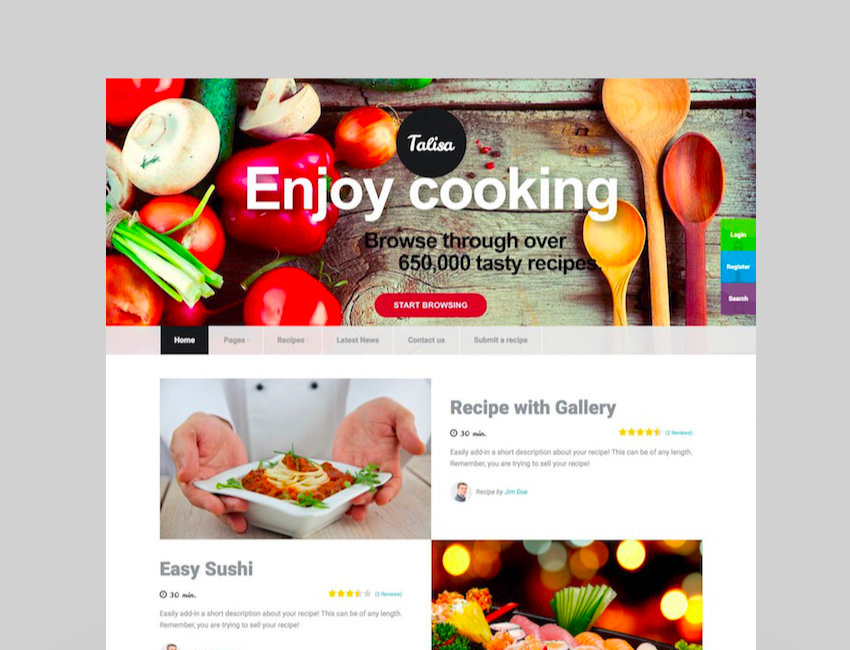 Talisa
Enjoy cooking
Browse through over
650,000 tasty recipes.
START BROWSING
Login
Register
Search
Home
Pages
Recipes
Latest News
Contact us
Submit a recipe
Recipe with Gallery
30 min.
(2 Reviews)
Easily add-in a short description about your recipe! This can be of any length.
Remember, you are trying to sell your recipe!
Recipe by Jim Doe
Easy Sushi
30 min.
Easily add-in a short description about your recipe! This can be of any length.
Remember, you are trying to sell your recipe!